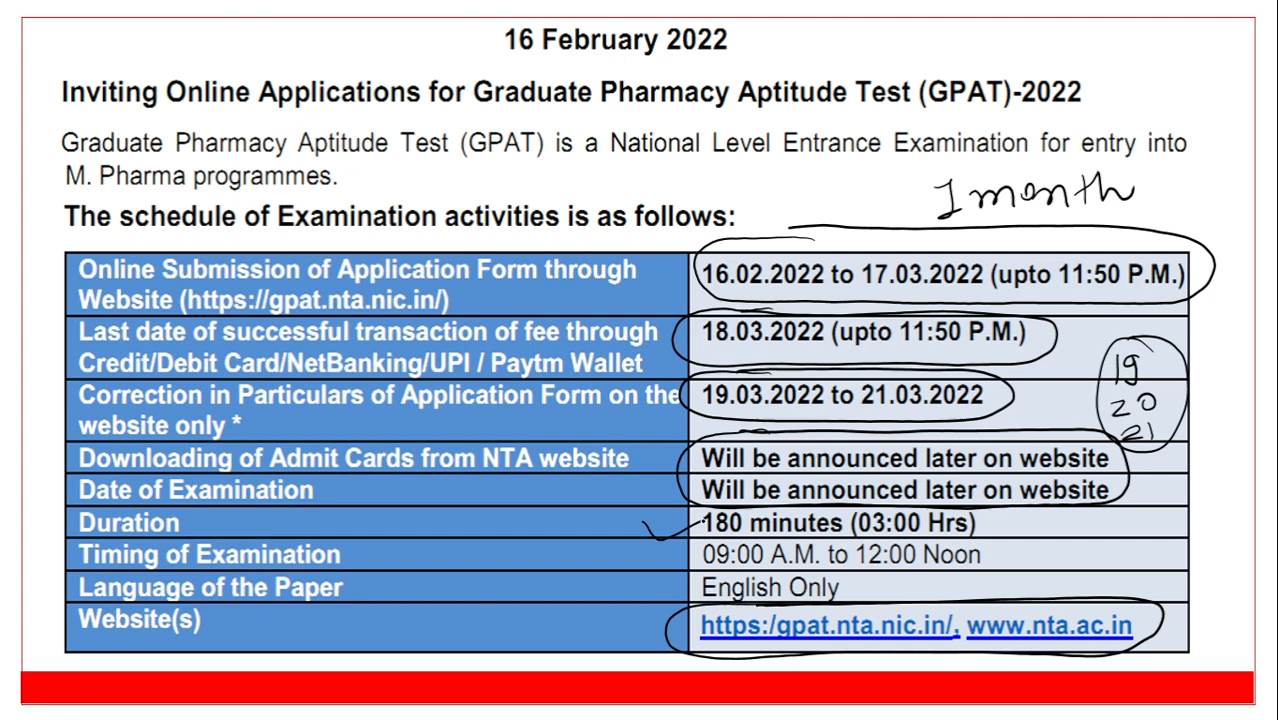 16 February 2022
Inviting Online Applications for Graduate Pharmacy Aptitude Test (GPAT)-2022
Graduate Pharmacy Aptitude Test (GPAT) is a National Level Entrance Examination for entry into
M. Pharma programmes.
1 month
The schedule of Examination activities is as follows:
Online Submission of Application Form through
Website (https://gpat.nta.nic.in/)
16.02.2022 to 17.03.2022 (upto 11:50 P.M.)
Last date of successful transaction of fee through
Credit/Debit Card/NetBanking/UPI / Paytm Wallet
18.03.2022 (upto 11:50 P.M.)
Correction in Particulars of Application Form on the
website only *
19.03.2022 to 21.03.2022
19
20
21
Downloading of Admit Cards from NTA website
Will be announced later on website
Date of Examination
Will be announced later on website
Duration
180 minutes (03:00 Hrs)
Timing of Examination
09:00 A.M. to 12:00 Noon
Language of the Paper
English Only
Website(s)
https:/gpat.nta.nic.in/, www.nta.ac.in